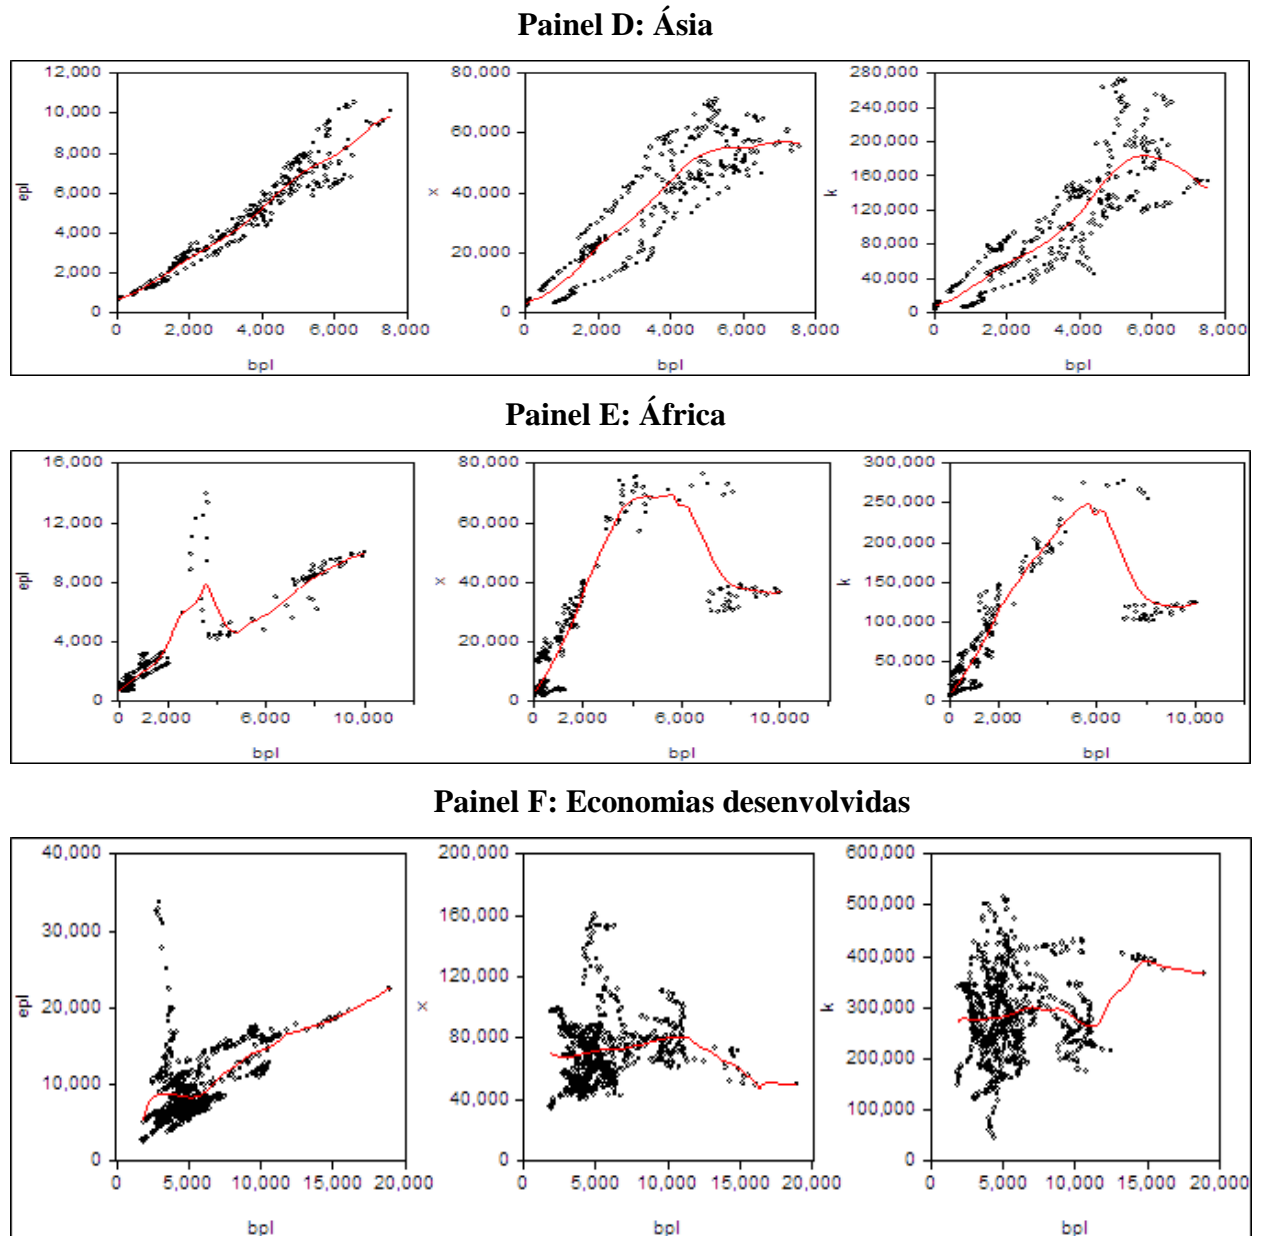 Painel D: Ásia
12,000
10,000
8,000
6,000
4,000
2,000
0
epl
0 2,000 4,000 6,000 8,000
bpl
80,000
60,000
40,000
20,000
0
x
0 2,000 4,000 6,000 8,000
bpl
280,000
240,000
200,000
160,000
120,000
80,000
40,000
0
k
0 2,000 4,000 6,000 8,000
bpl
Painel E: África
16,000
12,000
8,000
4,000
0
epl
0 2,000 6,000 10,000
bpl
80,000
60,000
40,000
20,000
0
x
0 2,000 6,000 10,000
bpl
300,000
250,000
200,000
150,000
100,000
50,000
0
k
0 2,000 6,000 10,000
bpl
Painel F: Economias desenvolvidas
40,000
30,000
20,000
10,000
0
epl
0 5,000 10,000 15,000 20,000
bpl
200,000
160,000
120,000
80,000
40,000
0
x
0 5,000 10,000 15,000 20,000
bpl
600,000
500,000
400,000
300,000
200,000
100,000
0
k
0 5,000 10,000 15,000 20,000
bpl